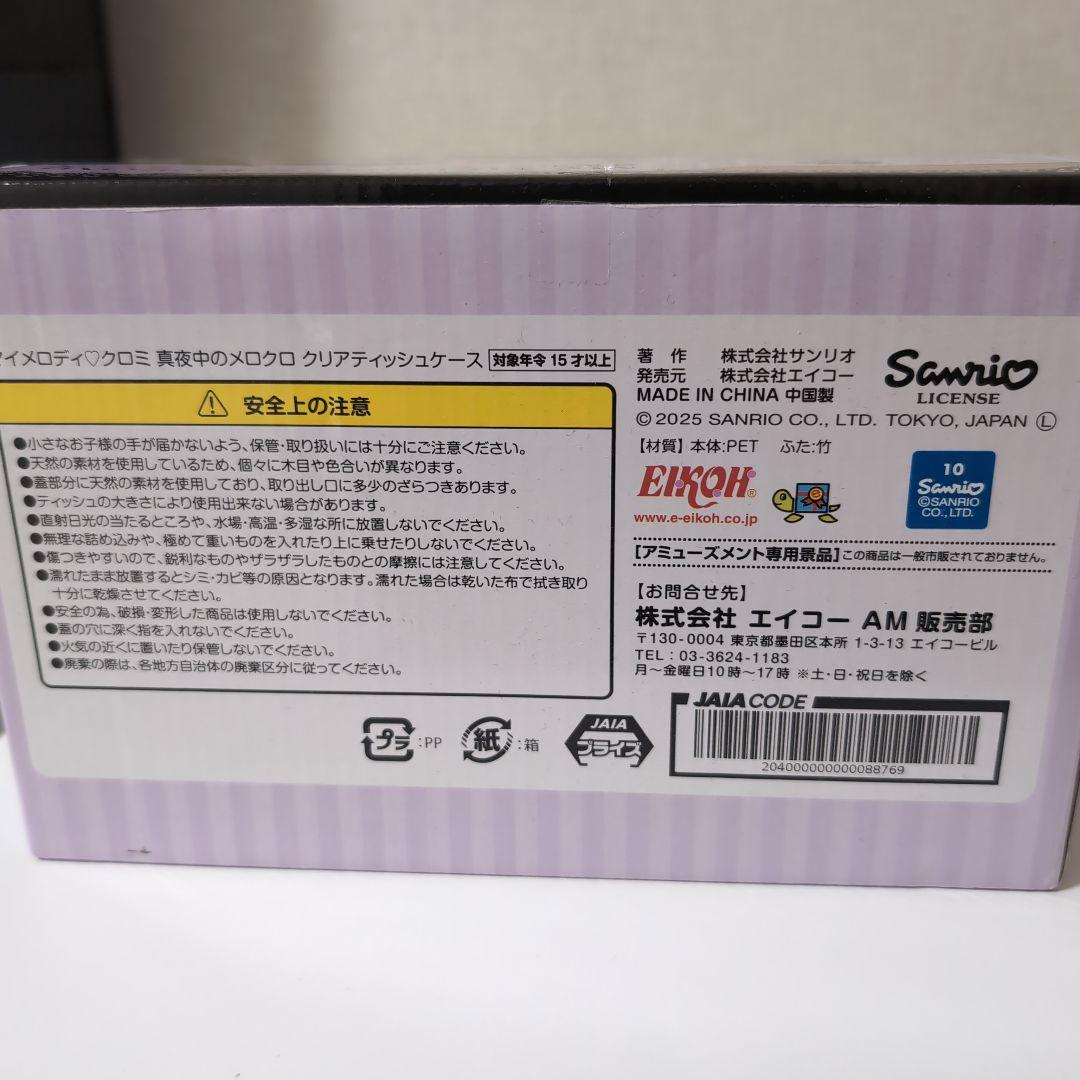 イメロディ♡クロミ 真夜中のメロクロ クリアティッシュケース 対象年令15才以上
⚠ 安全上の注意
●小さなお子様の手が届かないよう、保管・取り扱いには十分にご注意ください。
●天然の素材を使用しているため、個々に木目や色合いが異なります。
●蓋部分に天然の素材を使用しており、取り出し口に多少のざらつきあります。
●ティッシュの大きさにより使用出来ない場合があります。
●直射日光の当たるところや、水場・高温・多湿な所に放置しないでください。
●無理な詰め込みや、極めて重いものを入れたり上に乗せたりしないでください。
●傷つきやすいので、鋭利なものやザラザラしたものとの摩擦には注意してください。
●濡れたまま放置するとシミ・カビ等の原因となります。濡れた場合は乾いた布で拭き取り
十分に乾燥させてください。
●安全の為、破損・変形した商品は使用しないでください。
●蓋の穴に深く指を入れないでください。
●火気の近くに置いたり保管しないでください。
●廃棄の際は、各地方自治体の廃棄区分に従ってください。
プラ :PP 紙 :箱 JAIA プライズ
著 作 株式会社サンリオ
発売元 株式会社エイコー
MADE IN CHINA 中国製
Sanrio
LICENSE
©2025 SANRIO CO., LTD. TOKYO, JAPAN Ⓛ
【材質】本体:PET ふた:竹
EIKOH®
www.e-eikoh.co.jp
10
Sanrio
©SANRIO
CO.,LTD.
【アミューズメント専用景品】この商品は一般市販されておりません。
【お問合せ先】
株式会社 エイコー AM販売部
〒130-0004 東京都墨田区本所 1-3-13 エイコービル
TEL：03-3624-1183
月〜金曜日10時〜17時 ※土・日・祝日を除く
JAIA CODE
204000000000088769